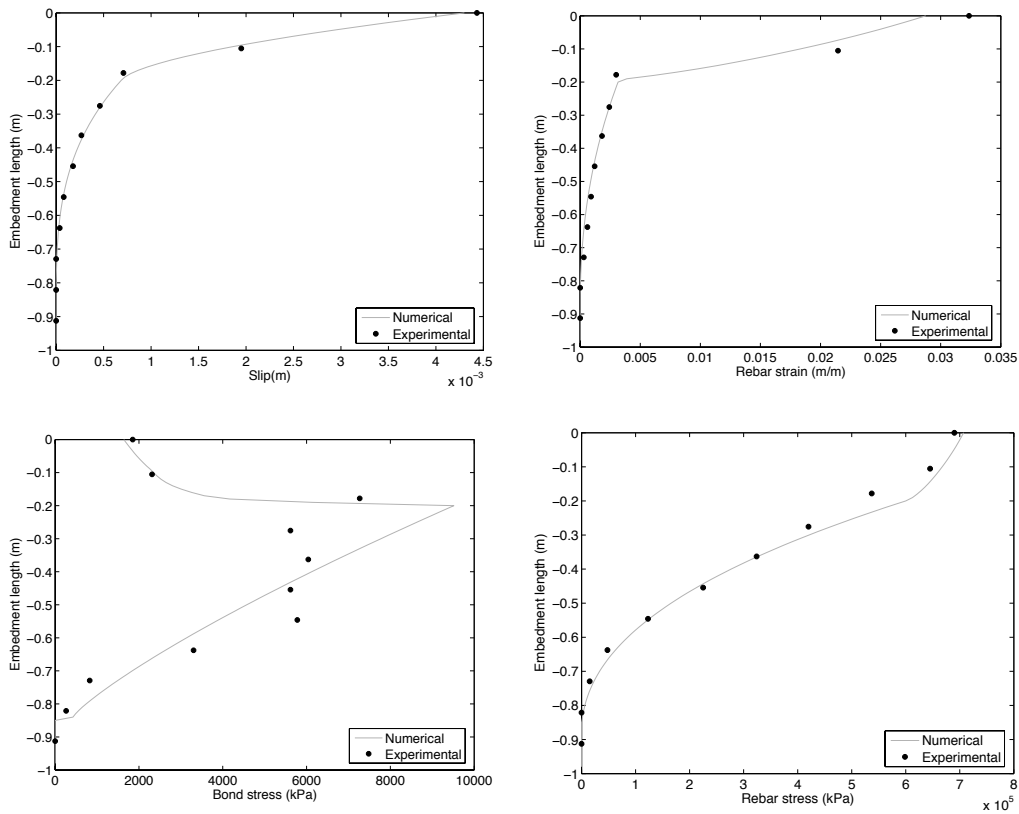 0
−0.1
−0.2
−0.3
−0.4
−0.5
−0.6
−0.7
−0.8
−0.9
−1
Embedment length (m)
Numerical
Experimental
0 0.5 1 1.5 2 2.5 3 3.5 4 4.5
Slip(m)
x 10⁻³
0
−0.1
−0.2
−0.3
−0.4
−0.5
−0.6
−0.7
−0.8
−0.9
−1
Embedment length (m)
Numerical
Experimental
0 0.005 0.01 0.015 0.02 0.025 0.03 0.035
Rebar strain (m/m)
0
−0.1
−0.2
−0.3
−0.4
−0.5
−0.6
−0.7
−0.8
−0.9
−1
Embedment length (m)
Numerical
Experimental
0 2000 4000 6000 8000 10000
Bond stress (kPa)
0
−0.1
−0.2
−0.3
−0.4
−0.5
−0.6
−0.7
−0.8
−0.9
−1
Embedment length (m)
Numerical
Experimental
0 1 2 3 4 5 6 7 8
Rebar stress (kPa)
x 10⁵